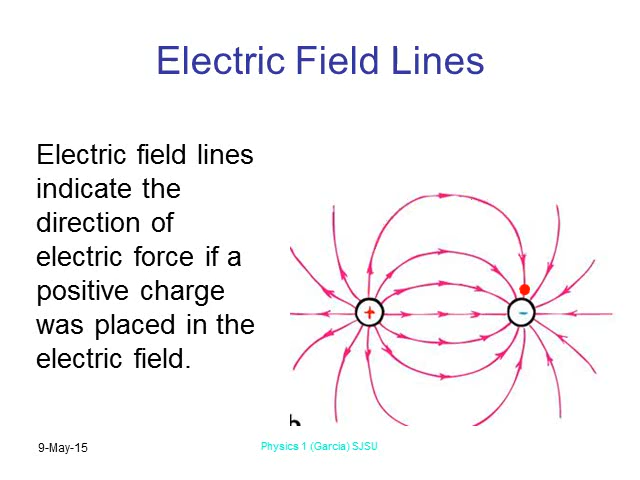 Electric Field Lines
Electric field lines
indicate the
direction of
electric force if a
positive charge
was placed in the
electric field.
+
-
9-May-15
Physics 1 (Garcia) SJSU